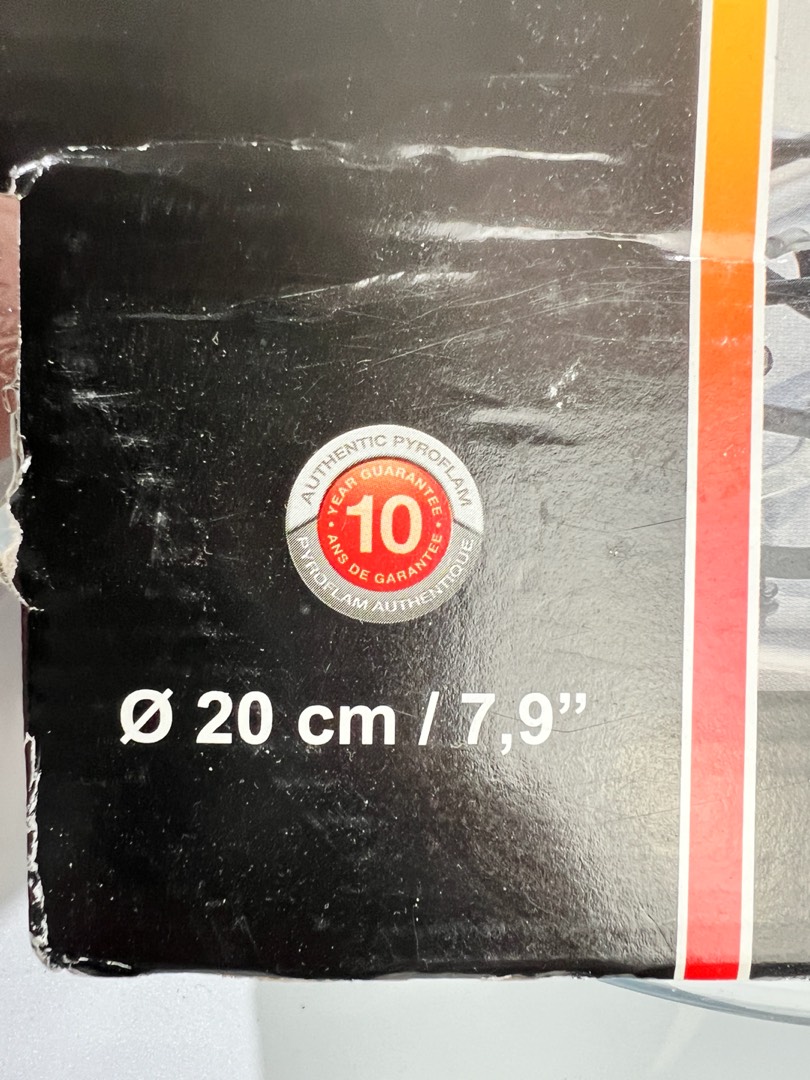 AUTHENTIC PYROFLAM
• YEAR GUARANTEE •
10
ANS DE GARANTEE
PYROFLAM AUTHENTIQUE
Ø 20 cm / 7,9”